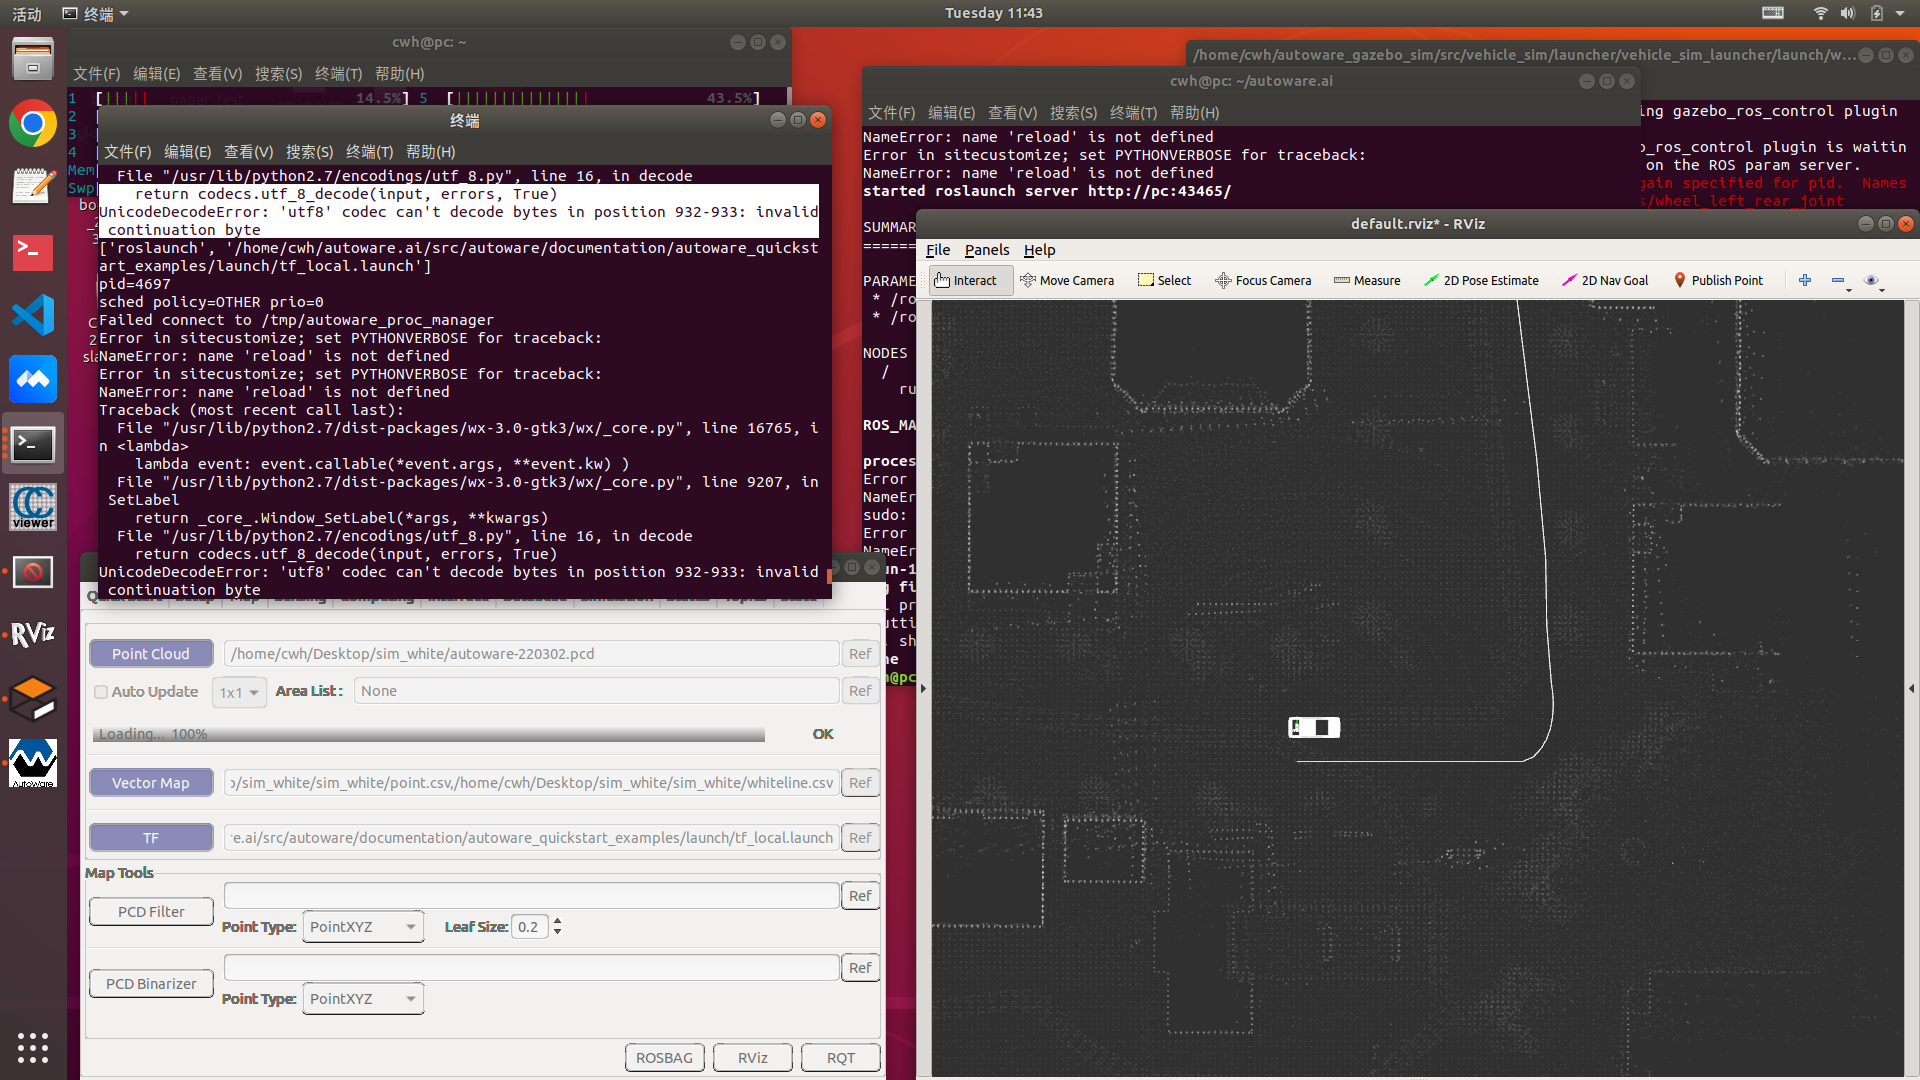 活动
终端
Tuesday 11:43
cwh@pc: ~
文件(F) 编辑(E) 查看(V) 搜索(S) 终端(T) 帮助(H)
1 [||||| 14.5%] 5 [||||||||||||||| 43.5%]
2
3
4
Mem
Swp
终端
文件(F) 编辑(E) 查看(V) 搜索(S) 终端(T) 帮助(H)
File "/usr/lib/python2.7/encodings/utf_8.py", line 16, in decode
return codecs.utf_8_decode(input, errors, True)
UnicodeDecodeError: 'utf8' codec can't decode bytes in position 932-933: invalid
continuation byte
['roslaunch', '/home/cwh/autoware.ai/src/autoware/documentation/autoware_quickst
art_examples/launch/tf_local.launch']
pid=4697
sched policy=OTHER prio=0
Failed connect to /tmp/autoware_proc_manager
Error in sitecustomize; set PYTHONVERBOSE for traceback:
NameError: name 'reload' is not defined
Error in sitecustomize; set PYTHONVERBOSE for traceback:
NameError: name 'reload' is not defined
Traceback (most recent call last):
File "/usr/lib/python2.7/dist-packages/wx-3.0-gtk3/wx/_core.py", line 16765, i
n <lambda>
lambda event: event.callable(*event.args, **event.kw) )
File "/usr/lib/python2.7/dist-packages/wx-3.0-gtk3/wx/_core.py", line 9207, in
SetLabel
return _core_.Window_SetLabel(*args, **kwargs)
File "/usr/lib/python2.7/encodings/utf_8.py", line 16, in decode
return codecs.utf_8_decode(input, errors, True)
UnicodeDecodeError: 'utf8' codec can't decode bytes in position 932-933: invalid
continuation byte
Point Cloud
/home/cwh/Desktop/sim_white/autoware-220302.pcd
Ref
Auto Update
1x1
Area List :
None
Ref
Loading... 100%
OK
Vector Map
/sim_white/sim_white/point.csv,/home/cwh/Desktop/sim_white/sim_white/whiteline.csv
Ref
TF
e.ai/src/autoware/documentation/autoware_quickstart_examples/launch/tf_local.launch
Ref
Map Tools
PCD Filter
Ref
Point Type:
PointXYZ
Leaf Size:
0.2
PCD Binarizer
Ref
Point Type:
PointXYZ
ROSBAG
RViz
RQT
/home/cwh/autoware_gazebo_sim/src/vehicle_sim/launcher/vehicle_sim_launcher/launch/w...
ing gazebo_ros_control plugin
o_ros_control plugin is waitin
on the ROS param server.
gain specified for pid. Names
s/wheel_left_rear_joint
cwh@pc: ~/autoware.ai
文件(F) 编辑(E) 查看(V) 搜索(S) 终端(T) 帮助(H)
NameError: name 'reload' is not defined
Error in sitecustomize; set PYTHONVERBOSE for traceback:
NameError: name 'reload' is not defined
started roslaunch server http://pc:43465/
SUMMAR
PARAME
* /ro
* /ro
NODES
/
ru
ROS_MA
proces
Error
NameEr
sudo:
Error
NameEr
default.rviz* - RViz
File Panels Help
Interact
Move Camera
Select
Focus Camera
Measure
2D Pose Estimate
2D Nav Goal
Publish Point
CC
viewer
RViz
AutoWare